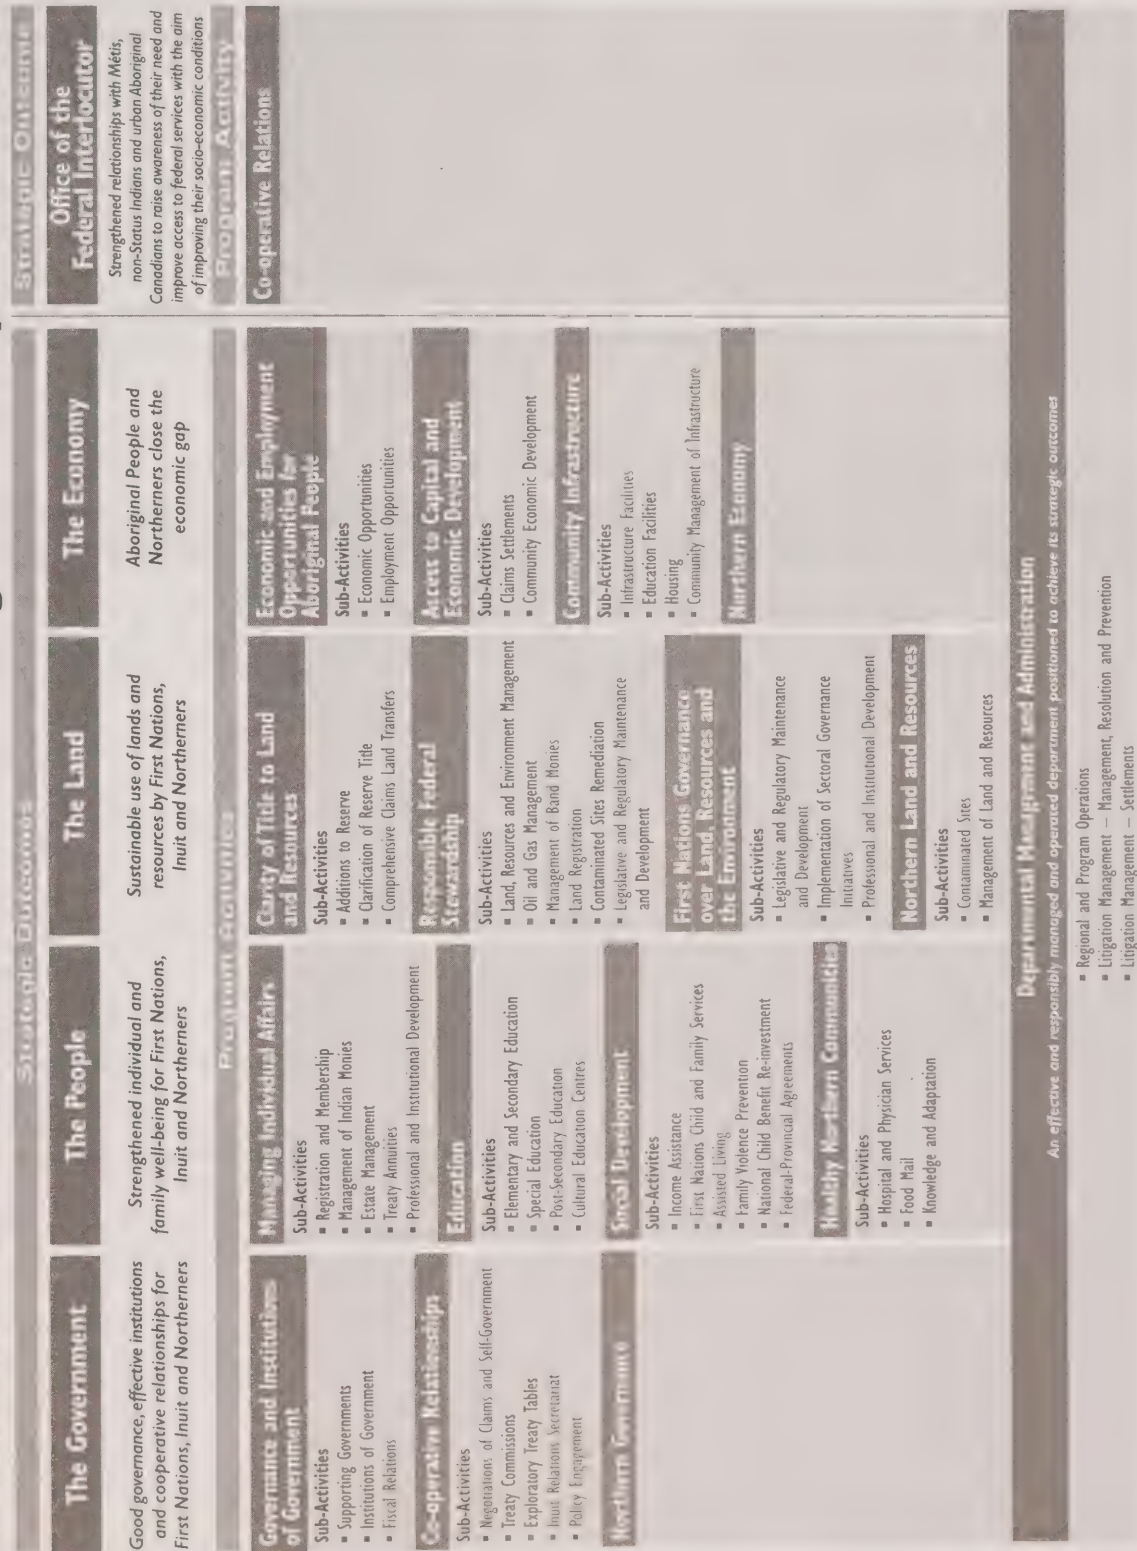 Strategic Outcomes
The Government
Good governance, effective institutions
and cooperative relationships for
First Nations, Inuit and Northerners
The People
Strengthened individual and
family well-being for First Nations,
Inuit and Northerners
The Land
Sustainable use of lands and
resources by First Nations,
Inuit and Northerners
The Economy
Aboriginal People and
Northerners close the
economic gap
Strategic Outcome
Office of the
Federal Interlocutor
Strengthened relationships with Métis,
non-Status Indians and urban Aboriginal
Canadians to raise awareness of their need and
improve access to federal services with the aim
of improving their socio-economic conditions
Program Activities
Program Activity
Governance and Institutions
of Government
Sub-Activities
▪ Supporting Governments
▪ Institutions of Government
▪ Fiscal Relations
Co-operative Relationships
Sub-Activities
▪ Negotiations of Claims and Self-Government
▪ Treaty Commissions
▪ Exploratory Treaty Tables
▪ Inuit Relations Secretariat
▪ Policy Engagement
Northern Governance
Managing Individual Affairs
Sub-Activities
▪ Registration and Membership
▪ Management of Indian Monies
▪ Estate Management
▪ Treaty Annuities
▪ Professional and Institutional Development
Education
Sub-Activities
▪ Elementary and Secondary Education
▪ Special Education
▪ Post-Secondary Education
▪ Cultural Education Centres
Social Development
Sub-Activities
▪ Income Assistance
▪ First Nations Child and Family Services
▪ Assisted Living
▪ Family Violence Prevention
▪ National Child Benefit Re-investment
▪ Federal-Provincial Agreements
Healthy Northern Communities
Sub-Activities
▪ Hospital and Physician Services
▪ Food Mail
▪ Knowledge and Adaptation
Clarity of Title to Land
and Resources
Sub-Activities
▪ Additions to Reserve
▪ Clarification of Reserve Title
▪ Comprehensive Claims Land Transfers
Responsible Federal
Stewardship
Sub-Activities
▪ Land, Resources and Environment Management
▪ Oil and Gas Management
▪ Management of Band Monies
▪ Land Registration
▪ Contaminated Sites Remediation
▪ Legislative and Regulatory Maintenance
and Development
First Nations Governance
over Land, Resources and
the Environment
Sub-Activities
▪ Legislative and Regulatory Maintenance
and Development
▪ Implementation of Sectoral Governance
Initiatives
▪ Professional and Institutional Development
Northern Land and Resources
Sub-Activities
▪ Contaminated Sites
▪ Management of Land and Resources
Economic and Employment
Opportunities for
Aboriginal People
Sub-Activities
▪ Economic Opportunities
▪ Employment Opportunities
Access to Capital and
Economic Development
Sub-Activities
▪ Claims Settlements
▪ Community Economic Development
Community Infrastructure
Sub-Activities
▪ Infrastructure Facilities
▪ Education Facilities
▪ Housing
▪ Community Management of Infrastructure
Northern Economy
Co-operative Relations
Departmental Management and Administration
An effective and responsibly managed and operated department positioned to achieve its strategic outcomes
▪ Regional and Program Operations
▪ Litigation Management – Management, Resolution and Prevention
▪ Litigation Management – Settlements